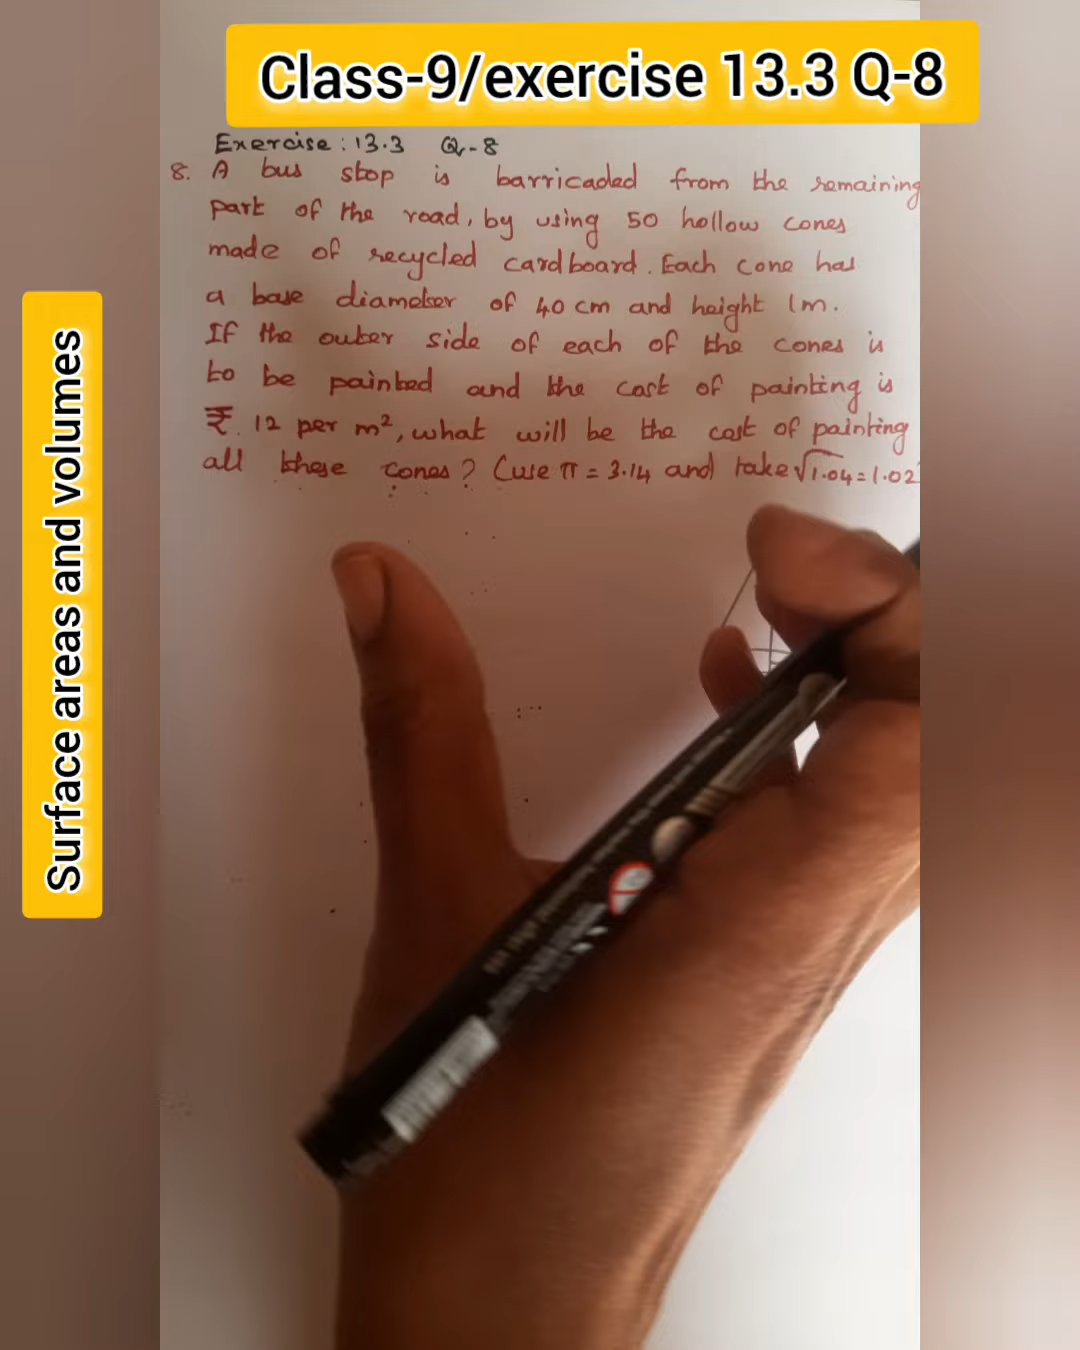 Class-9/exercise 13.3 Q-8
Exercise : 13.3 Q-8
8. A bus stop is barricaded from the remaining
part of the road, by using 50 hollow cones
made of recycled cardboard. Each cone has
a base diameter of 40 cm and height 1m.
If the outer side of each of the cones is
to be painted and the cost of painting is
₹. 12 per m², what will be the cost of painting
all these cones? (use π = 3.14 and take √1.04 = 1.02
Surface areas and volumes